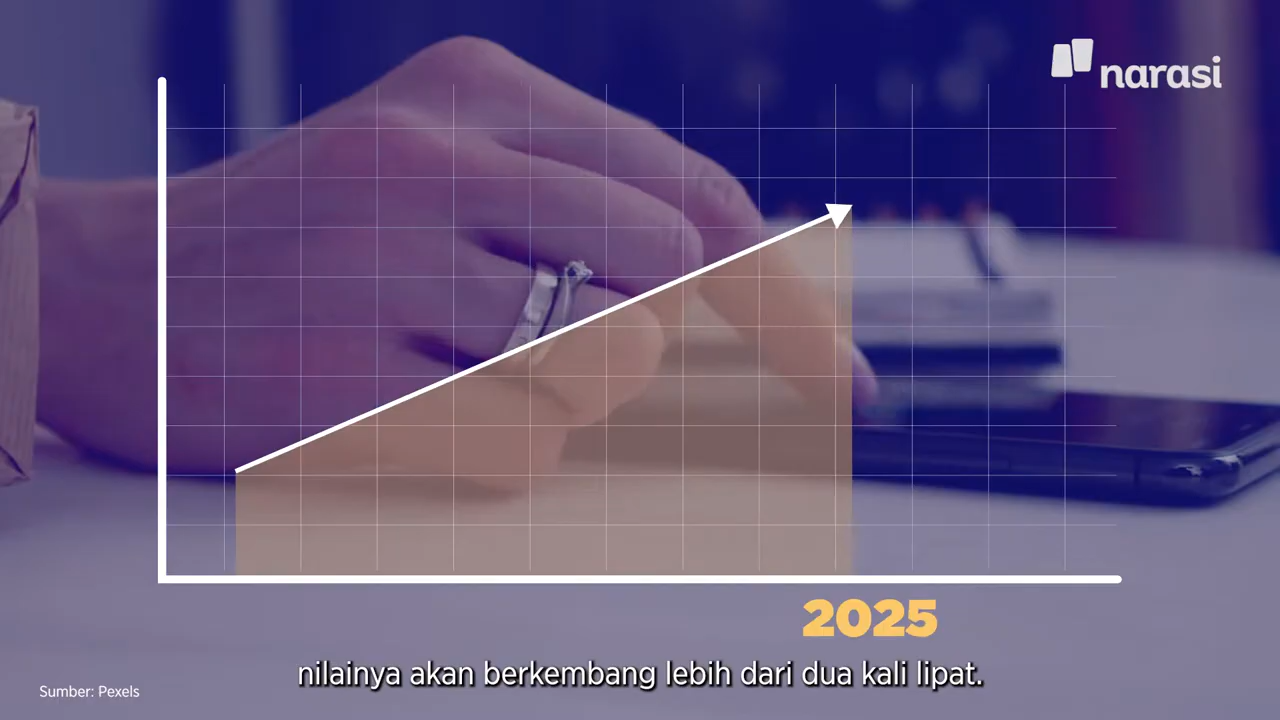 narasi
2025
nilainya akan berkembang lebih dari dua kali lipat.
Sumber: Pexels